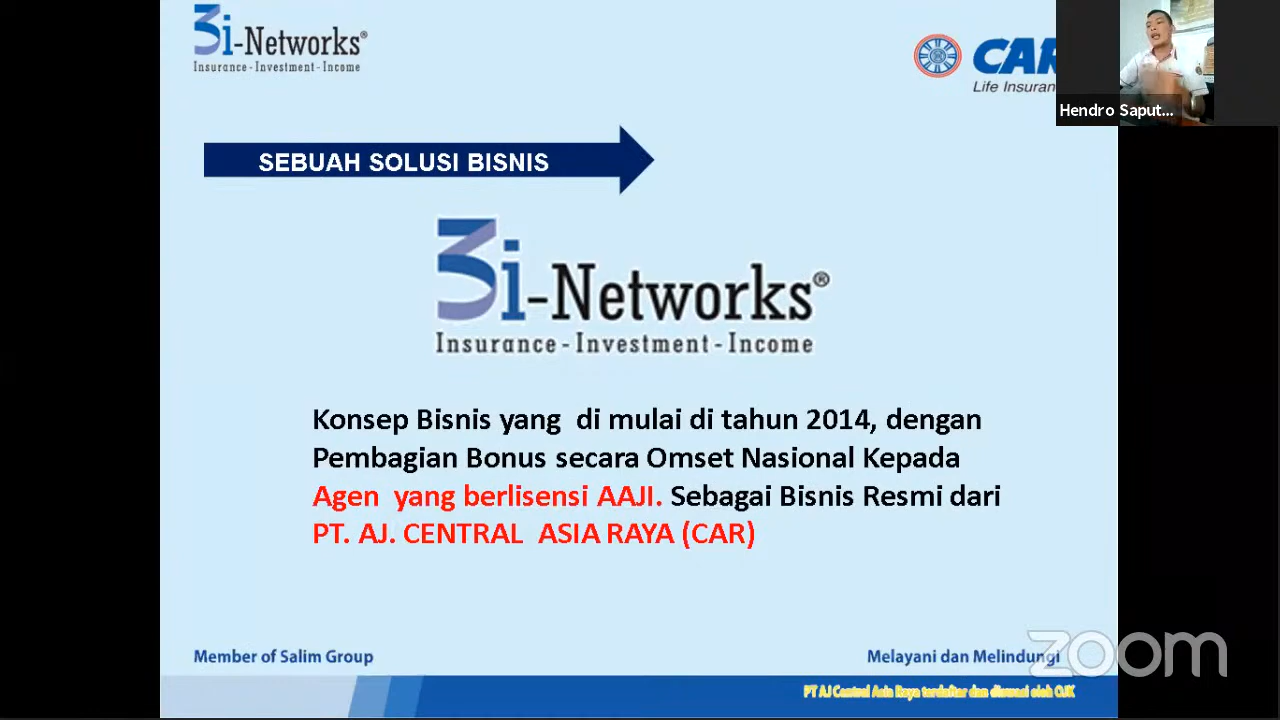 3i-Networks®
Insurance - Investment - Income
CAR
Life Insuran
Hendro Saput...
SEBUAH SOLUSI BISNIS
3i-Networks®
Insurance - Investment - Income
Konsep Bisnis yang di mulai di tahun 2014, dengan
Pembagian Bonus secara Omset Nasional Kepada
Agen yang berlisensi AAJI. Sebagai Bisnis Resmi dari
PT. AJ. CENTRAL ASIA RAYA (CAR)
Member of Salim Group
Melayani dan Melindungi
zoom
PT AJ Central Asia Raya terdaftar dan diawasi oleh OJK